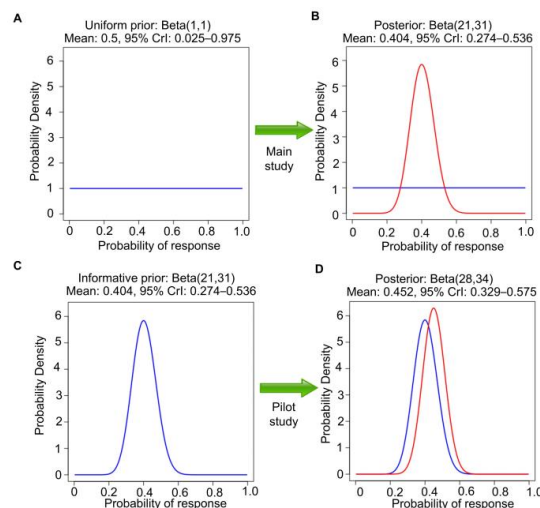 A
Uniform prior: Beta(1,1)
Mean: 0.5, 95% CrI: 0.025–0.975
Probability Density
6
5
4
3
2
1
0
0 0.2 0.4 0.6 0.8 1.0
Probability of response
Main
study
B
Posterior: Beta(21,31)
Mean: 0.404, 95% CrI: 0.274–0.536
Probability Density
6
5
4
3
2
1
0
0 0.2 0.4 0.6 0.8 1.0
Probability of response
C
Informative prior: Beta(21,31)
Mean: 0.404, 95% CrI: 0.274–0.536
Probability Density
6
5
4
3
2
1
0
0 0.2 0.4 0.6 0.8 1.0
Probability of response
Pilot
study
D
Posterior: Beta(28,34)
Mean: 0.452, 95% CrI: 0.329–0.575
Probability Density
6
5
4
3
2
1
0
0 0.2 0.4 0.6 0.8 1.0
Probability of response